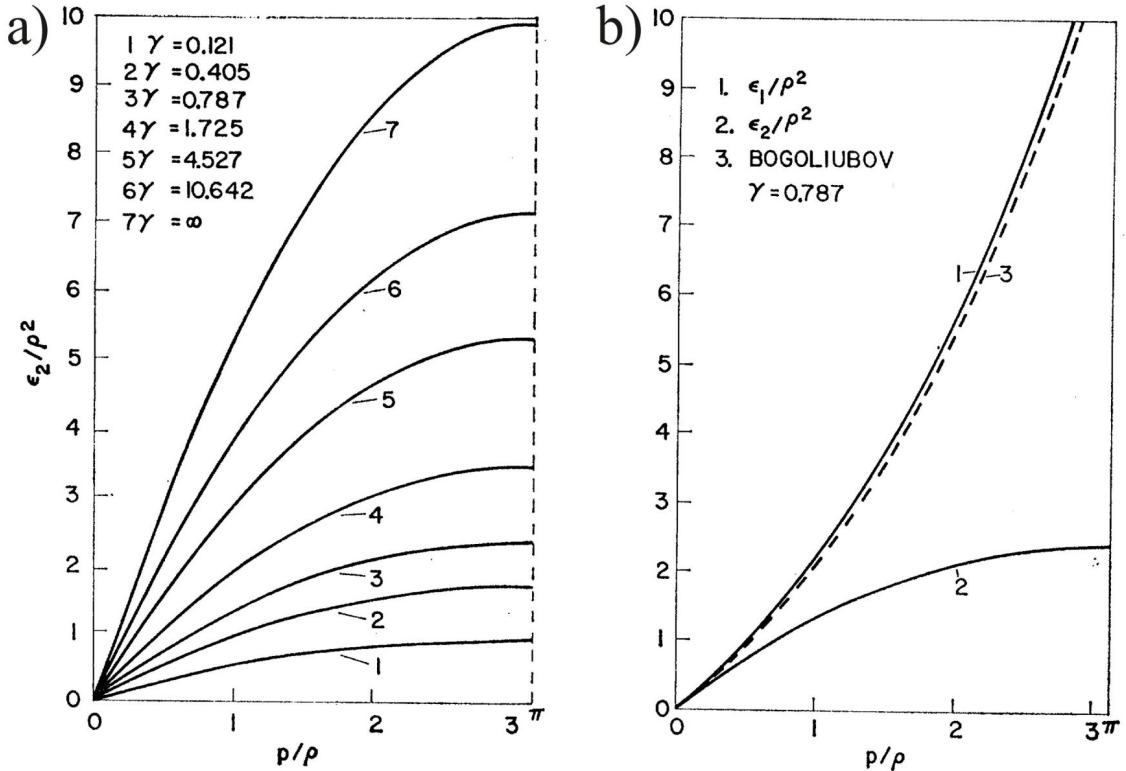 a)
1 γ = 0.121
2 γ = 0.405
3 γ = 0.787
4 γ = 1.725
5 γ = 4.527
6 γ = 10.642
7 γ = ∞
10
9
8
7
6
5
4
3
2
1
0
ϵ₂/ρ²
7
6
5
4
3
2
1
0 1 2 3 π
p/ρ
b)
1. ϵ₁/ρ²
2. ϵ₂/ρ²
3. BOGOLIUBOV
γ = 0.787
10
9
8
7
6
5
4
3
2
1
0
1 3
2
0 1 2 3 π
p/ρ